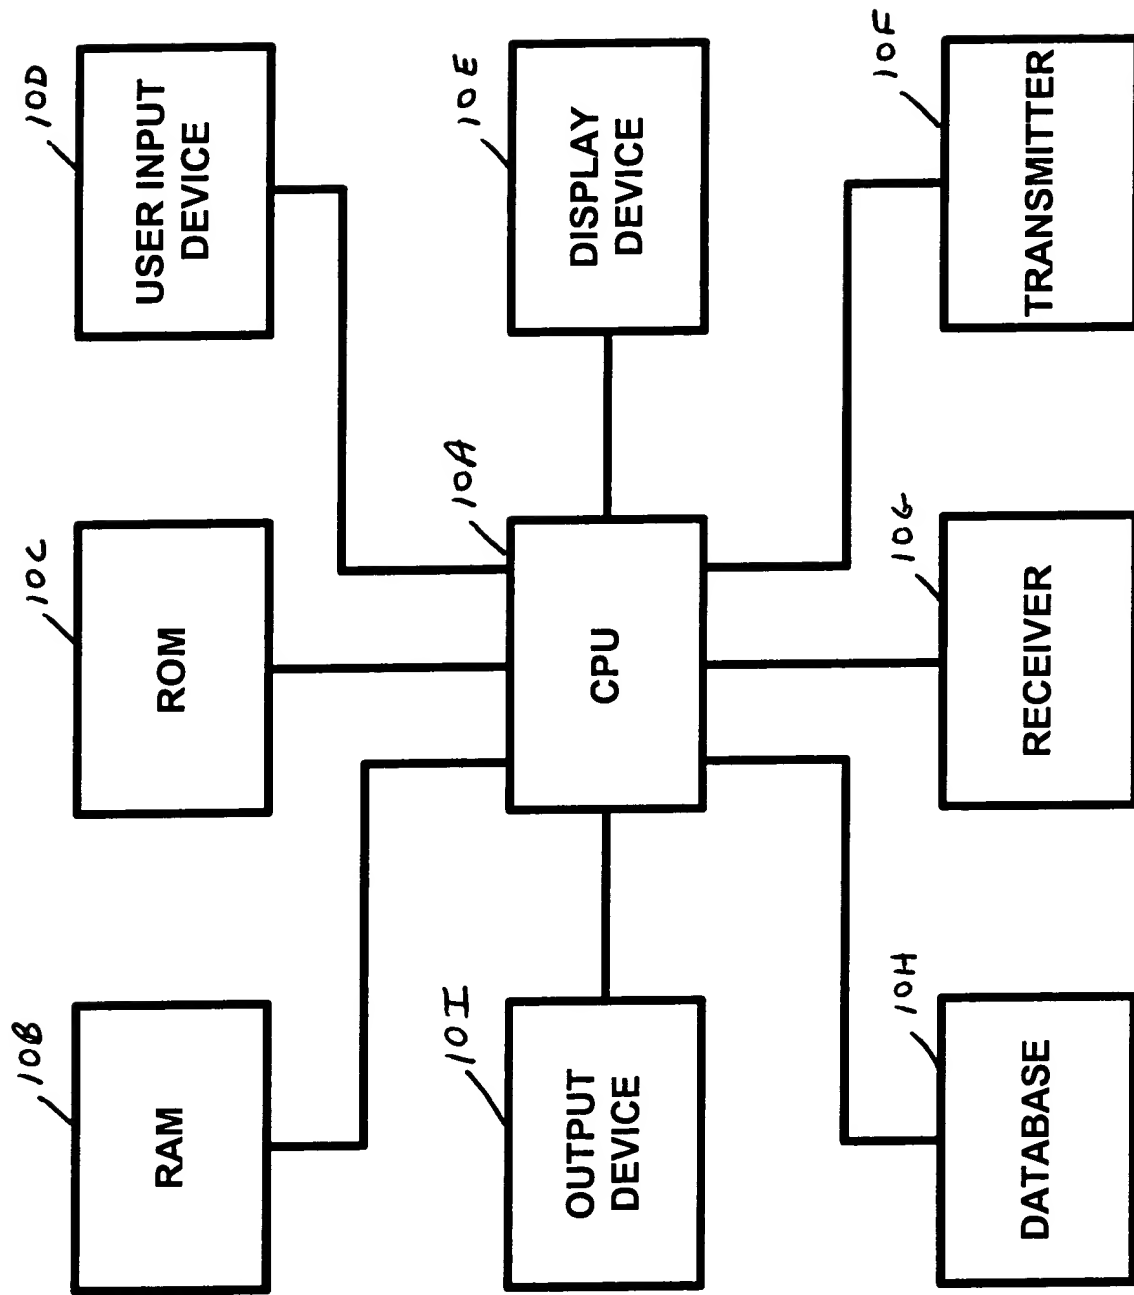 10B
RAM
10C
ROM
10D
USER INPUT
DEVICE
10I
OUTPUT
DEVICE
10A
CPU
10E
DISPLAY
DEVICE
10H
DATABASE
10G
RECEIVER
10F
TRANSMITTER